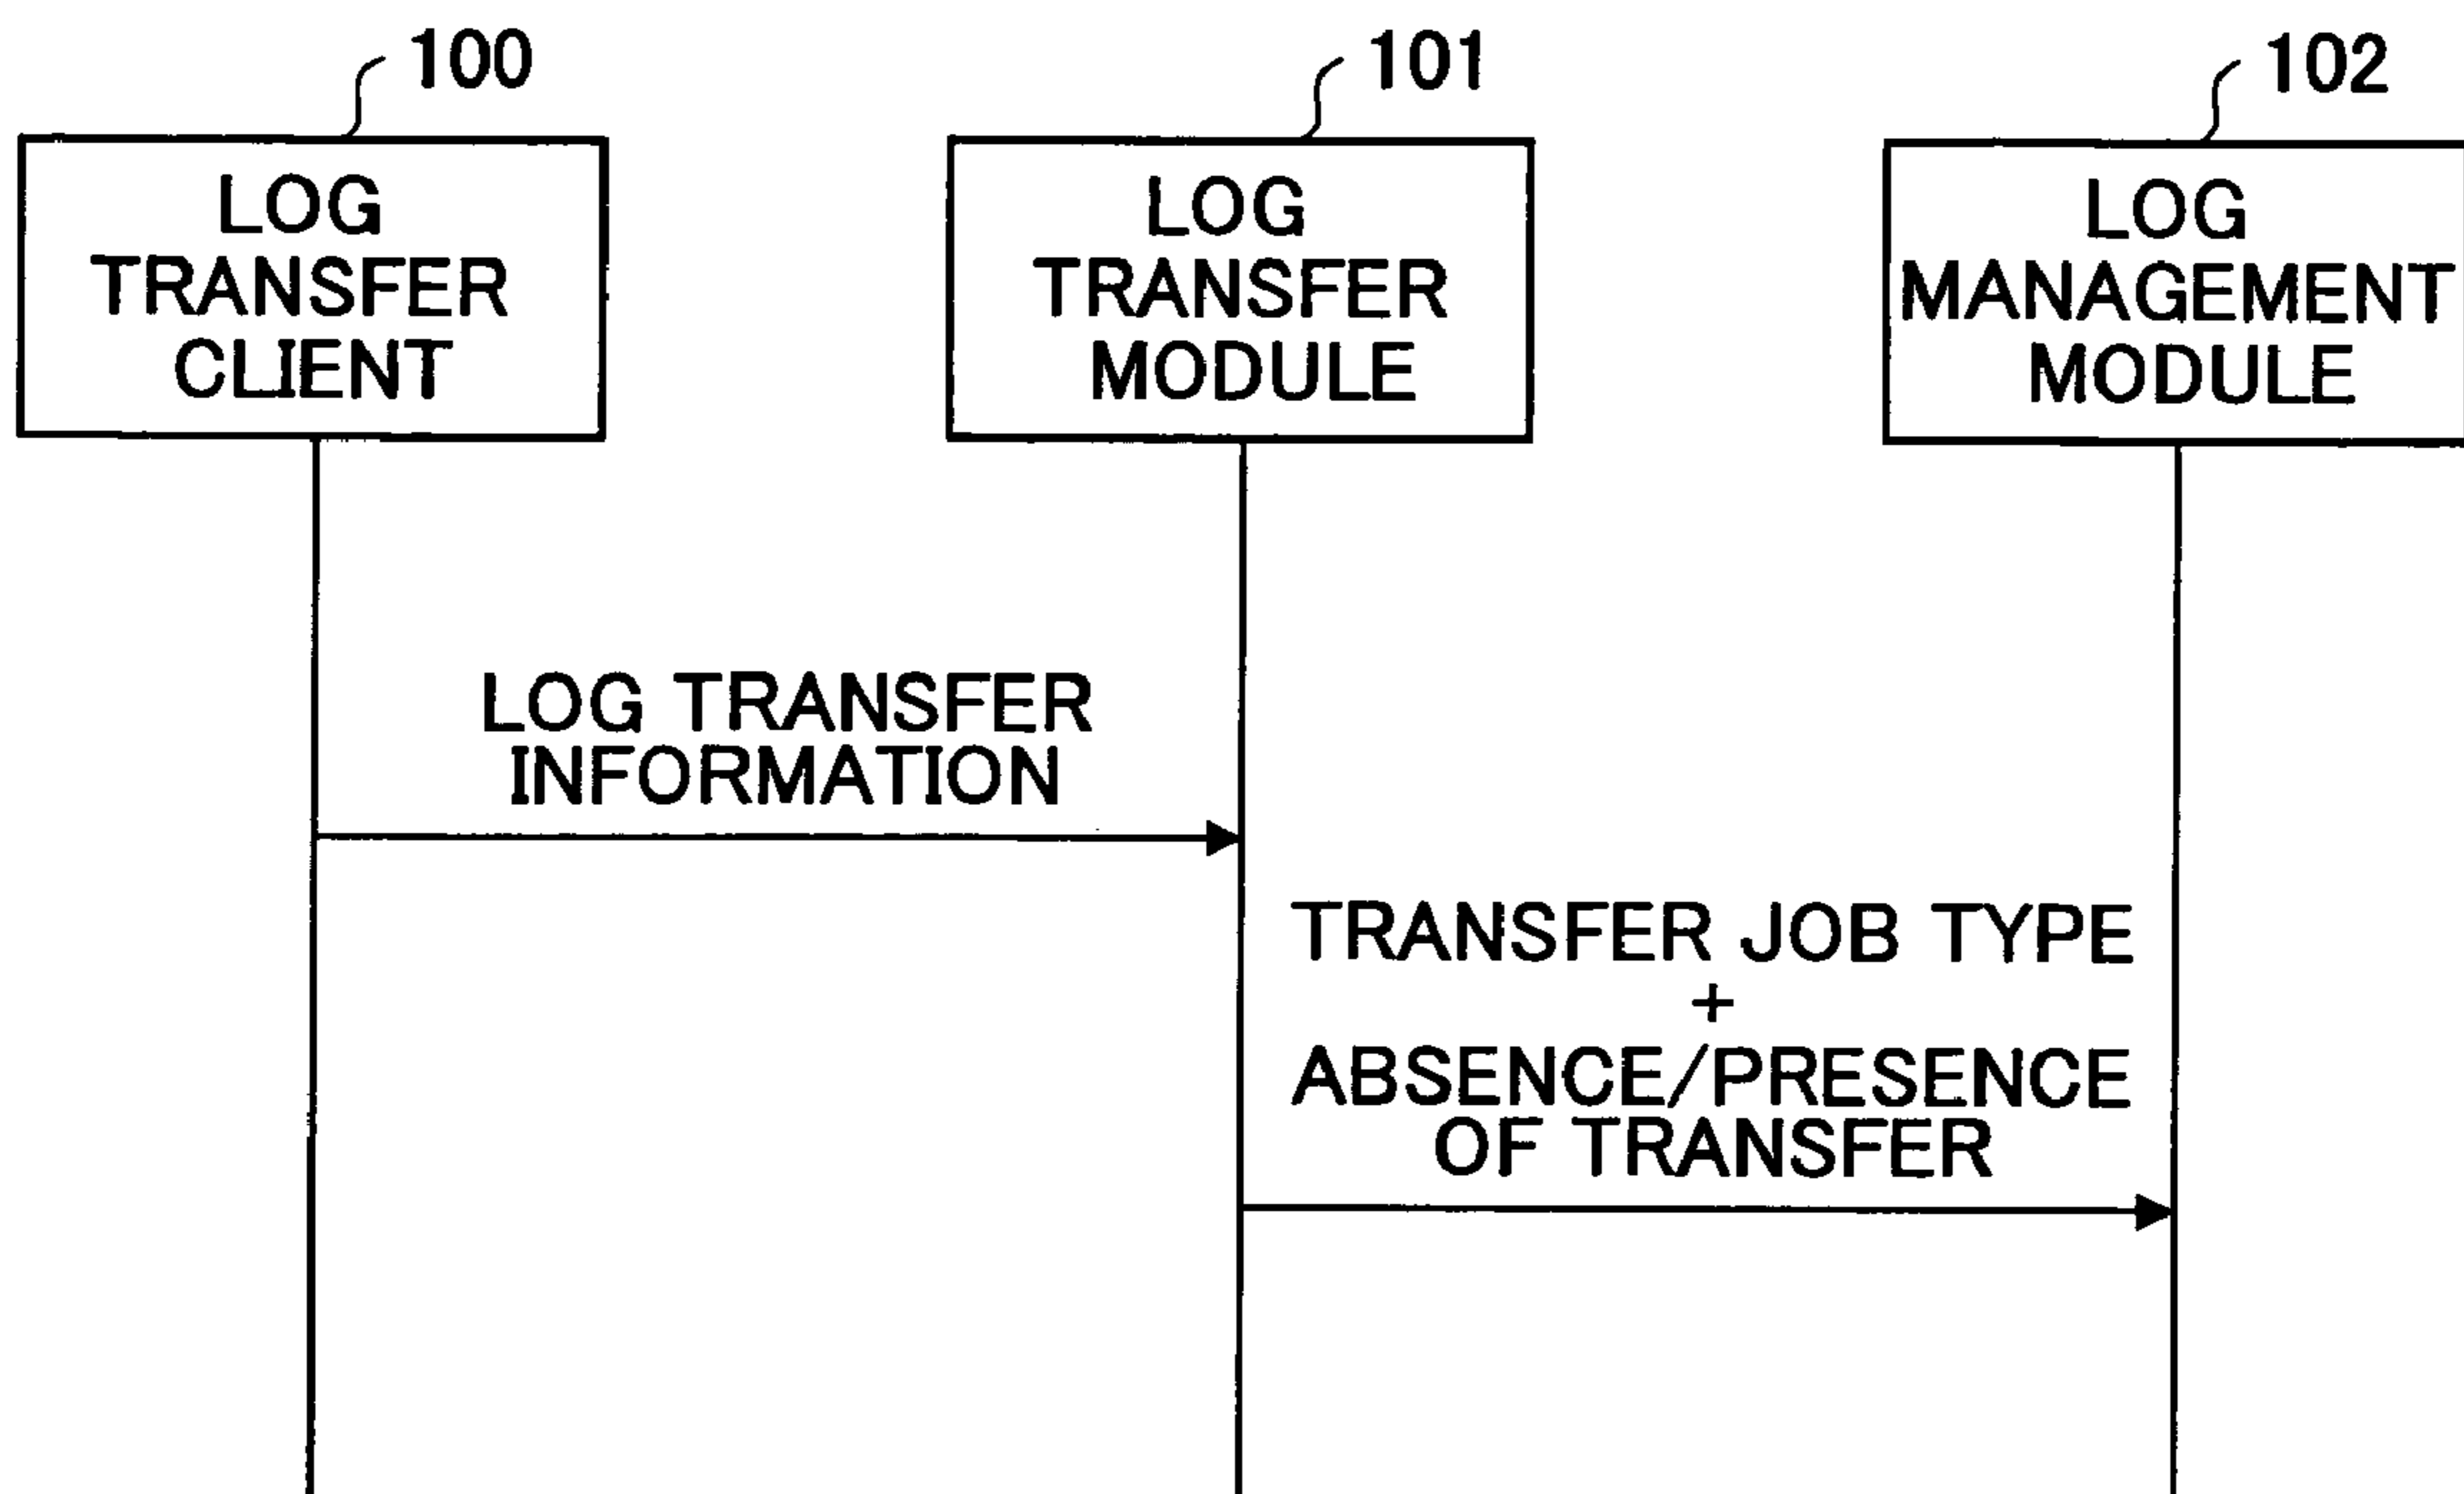 100
101
102
LOG
TRANSFER
CLIENT
LOG
TRANSFER
MODULE
LOG
MANAGEMENT
MODULE
LOG TRANSFER
INFORMATION
TRANSFER JOB TYPE
+
ABSENCE/PRESENCE
OF TRANSFER